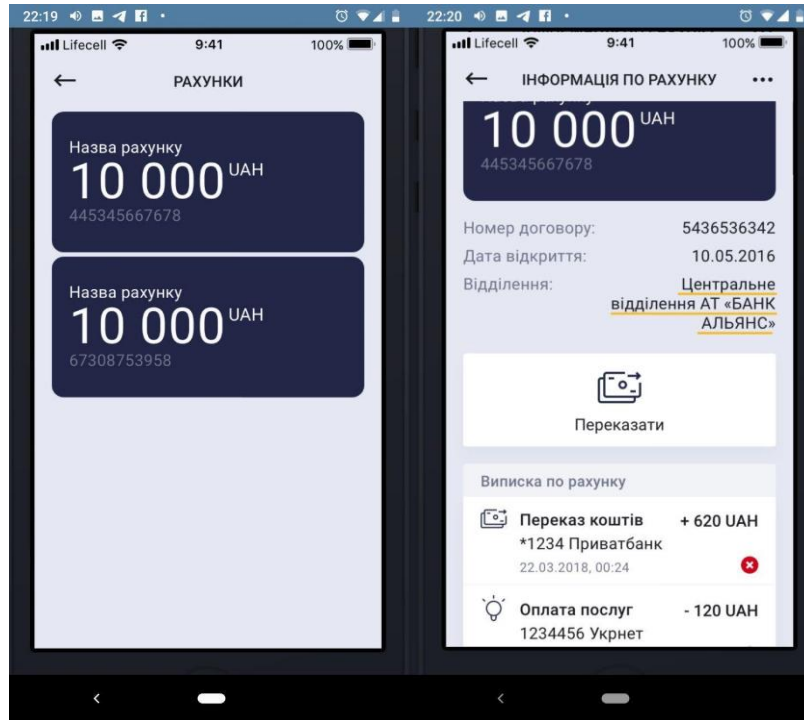 22:19
Lifecell 9:41 100%
РАХУНКИ
Назва рахунку
10 000 UAH
445345667678
Назва рахунку
10 000 UAH
67308753958
22:20
Lifecell 9:41 100%
ІНФОРМАЦІЯ ПО РАХУНКУ
10 000 UAH
445345667678
Номер договору: 5436536342
Дата відкриття: 10.05.2016
Відділення: Центральне
відділення АТ «БАНК
АЛЬЯНС»
Переказати
Виписка по рахунку
Переказ коштів + 620 UAH
*1234 Приватбанк
22.03.2018, 00:24
Оплата послуг - 120 UAH
1234456 Укрнет